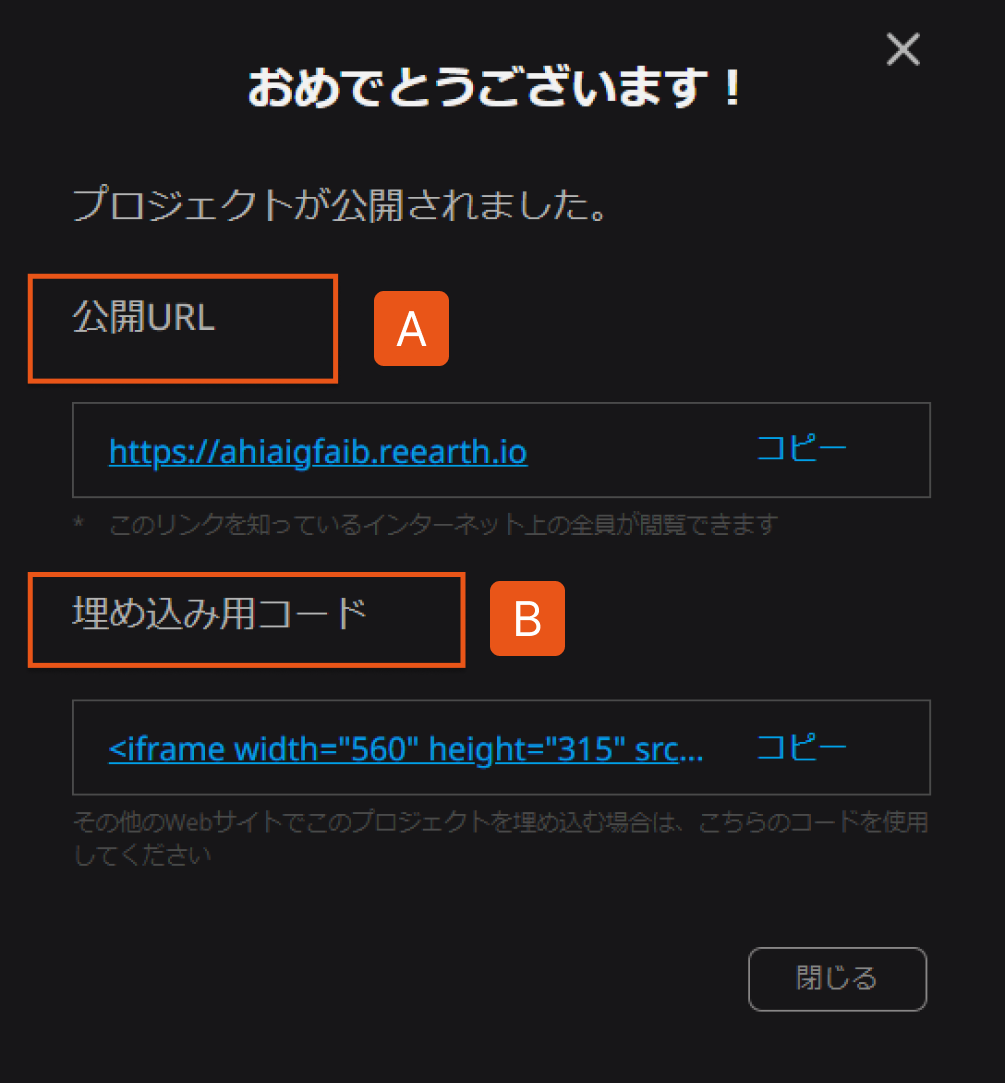 おめでとうございます！
プロジェクトが公開されました。
公開URL
A
https://ahiaigfaib.reearth.io コピー
* このリンクを知っているインターネット上の全員が閲覧できます
埋め込み用コード
B
<iframe width="560" height="315" src... コピー
その他のWebサイトでこのプロジェクトを埋め込む場合は、こちらのコードを使用
してください
閉じる